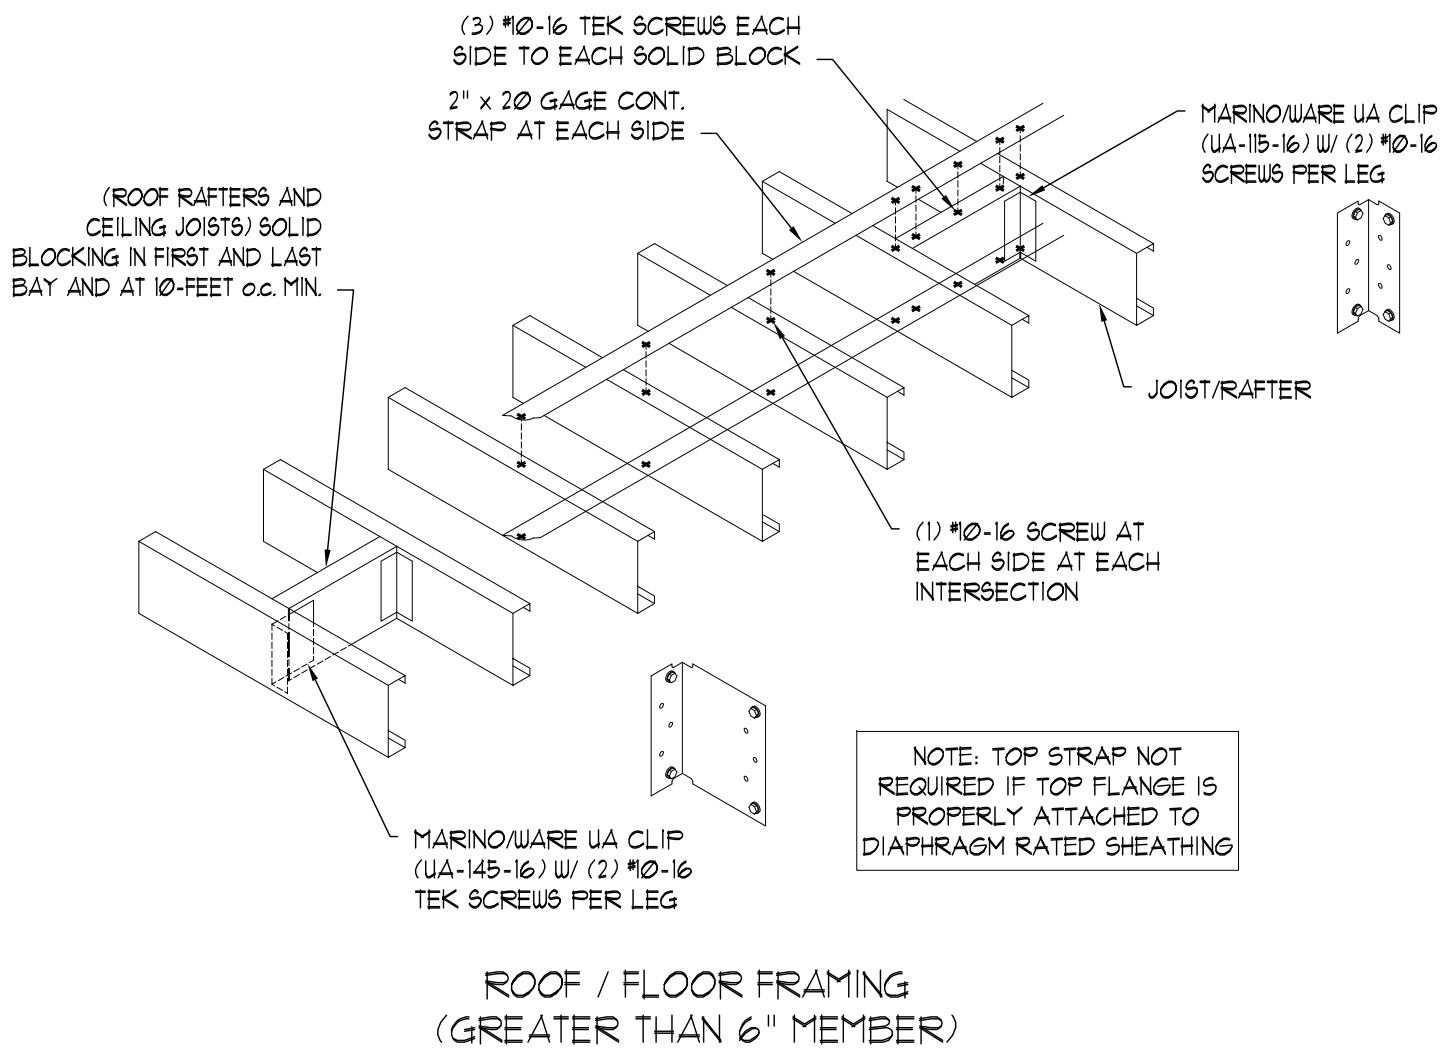 (3) #10-16 TEK SCREWS EACH
SIDE TO EACH SOLID BLOCK
2" x 20 GAGE CONT.
STRAP AT EACH SIDE
MARINO/WARE UA CLIP
(UA-115-16) W/ (2) #10-16
SCREWS PER LEG
(ROOF RAFTERS AND
CEILING JOISTS) SOLID
BLOCKING IN FIRST AND LAST
BAY AND AT 10-FEET o.c. MIN.
JOIST/RAFTER
(1) #10-16 SCREW AT
EACH SIDE AT EACH
INTERSECTION
MARINO/WARE UA CLIP
(UA-145-16) W/ (2) #10-16
TEK SCREWS PER LEG
NOTE: TOP STRAP NOT
REQUIRED IF TOP FLANGE IS
PROPERLY ATTACHED TO
DIAPHRAGM RATED SHEATHING
ROOF / FLOOR FRAMING
(GREATER THAN 6" MEMBER)